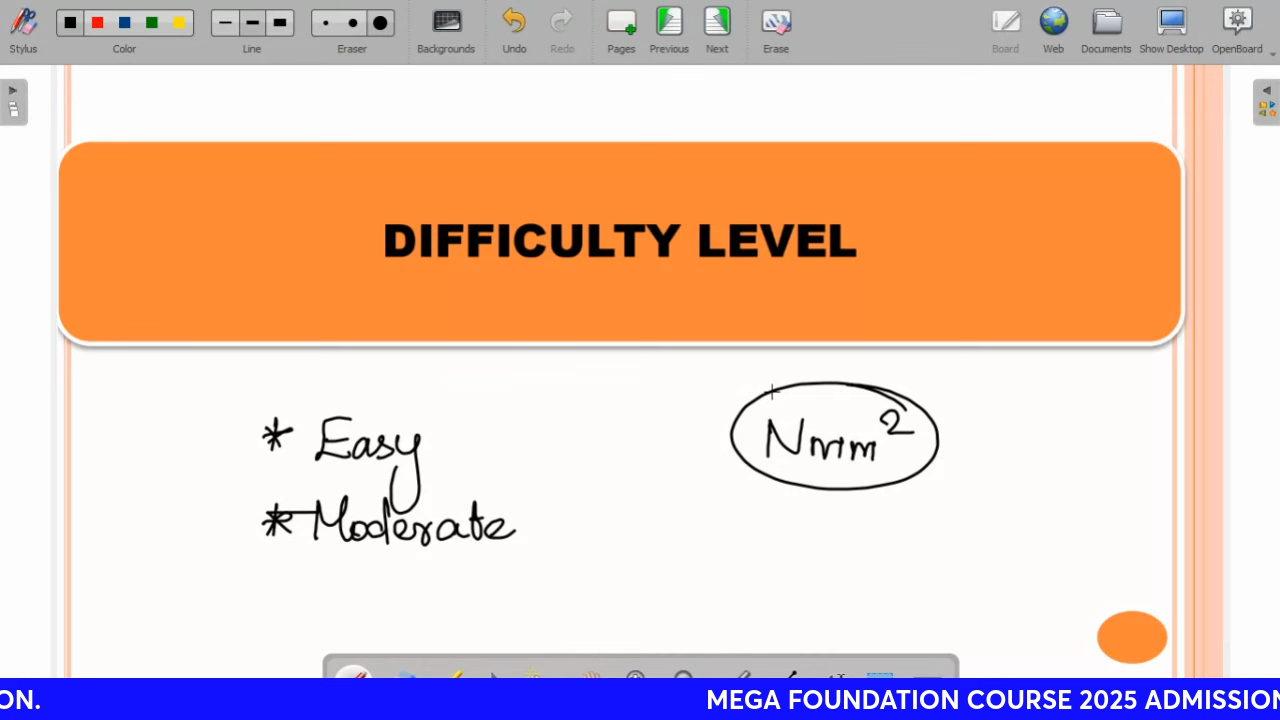 Stylus Color Line Eraser Backgrounds Undo Redo Pages Previous Next Erase Board Web Documents Show Desktop OpenBoard
DIFFICULTY LEVEL
* Easy
Nmm²
* Moderate
ON. MEGA FOUNDATION COURSE 2025 ADMISSION